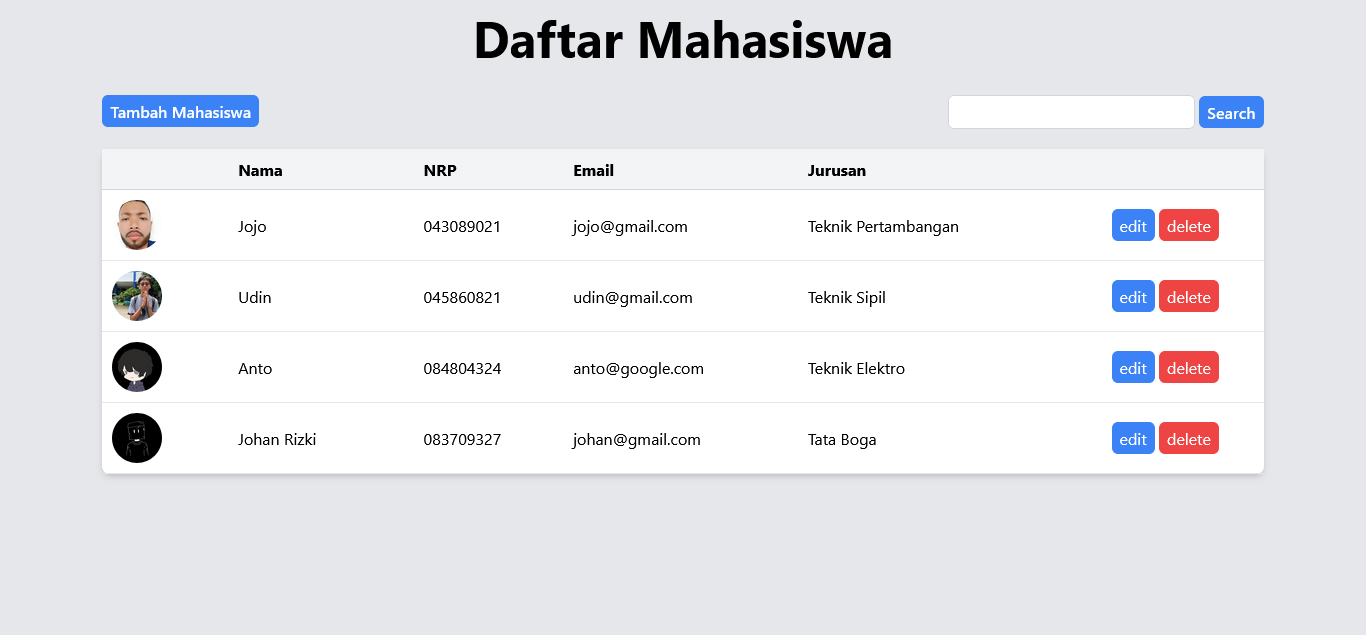 Daftar Mahasiswa
Tambah Mahasiswa Search
Nama NRP Email Jurusan
Jojo 043089021 jojo@gmail.com Teknik Pertambangan edit delete
Udin 045860821 udin@gmail.com Teknik Sipil edit delete
Anto 084804324 anto@google.com Teknik Elektro edit delete
Johan Rizki 083709327 johan@gmail.com Tata Boga edit delete